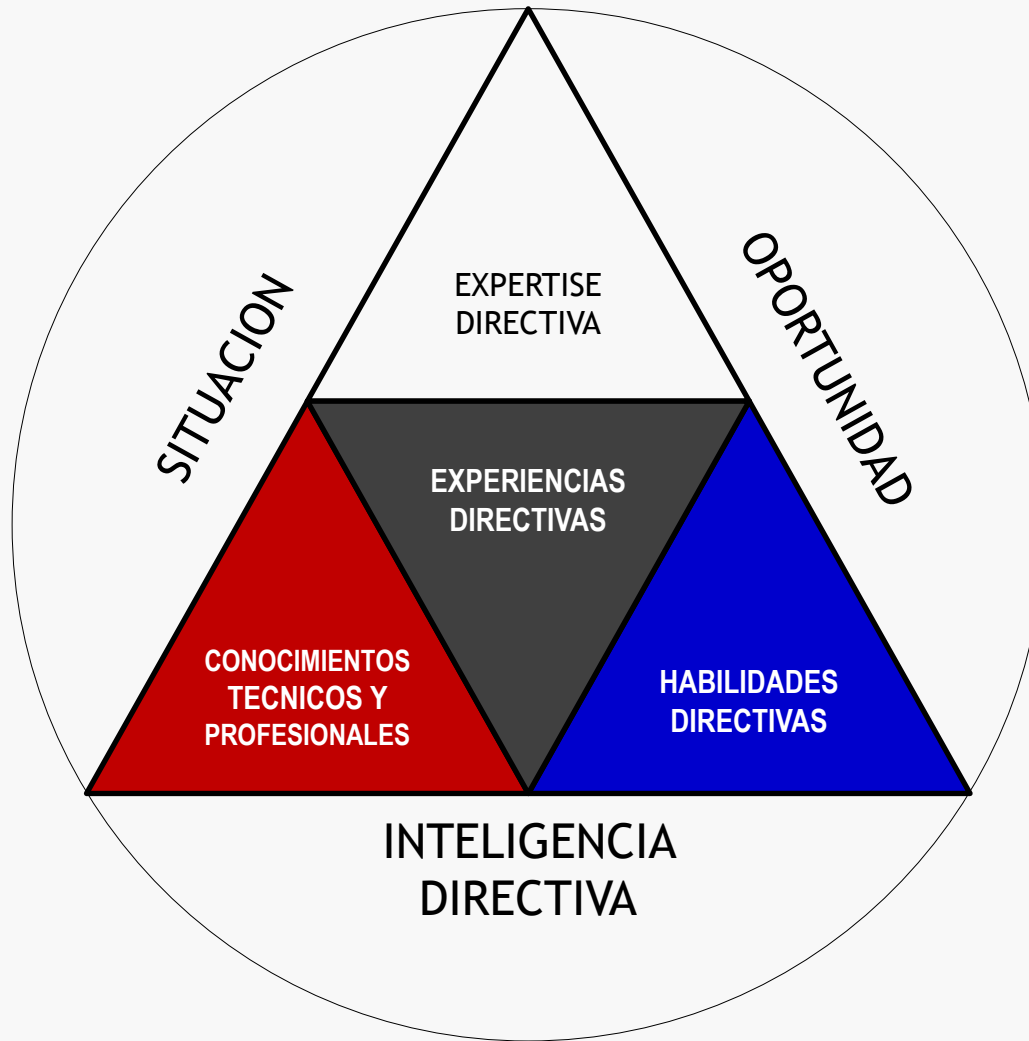 SITUACION
OPORTUNIDAD
EXPERTISE
DIRECTIVA
EXPERIENCIAS
DIRECTIVAS
CONOCIMIENTOS
TECNICOS Y
PROFESIONALES
HABILIDADES
DIRECTIVAS
INTELIGENCIA
DIRECTIVA